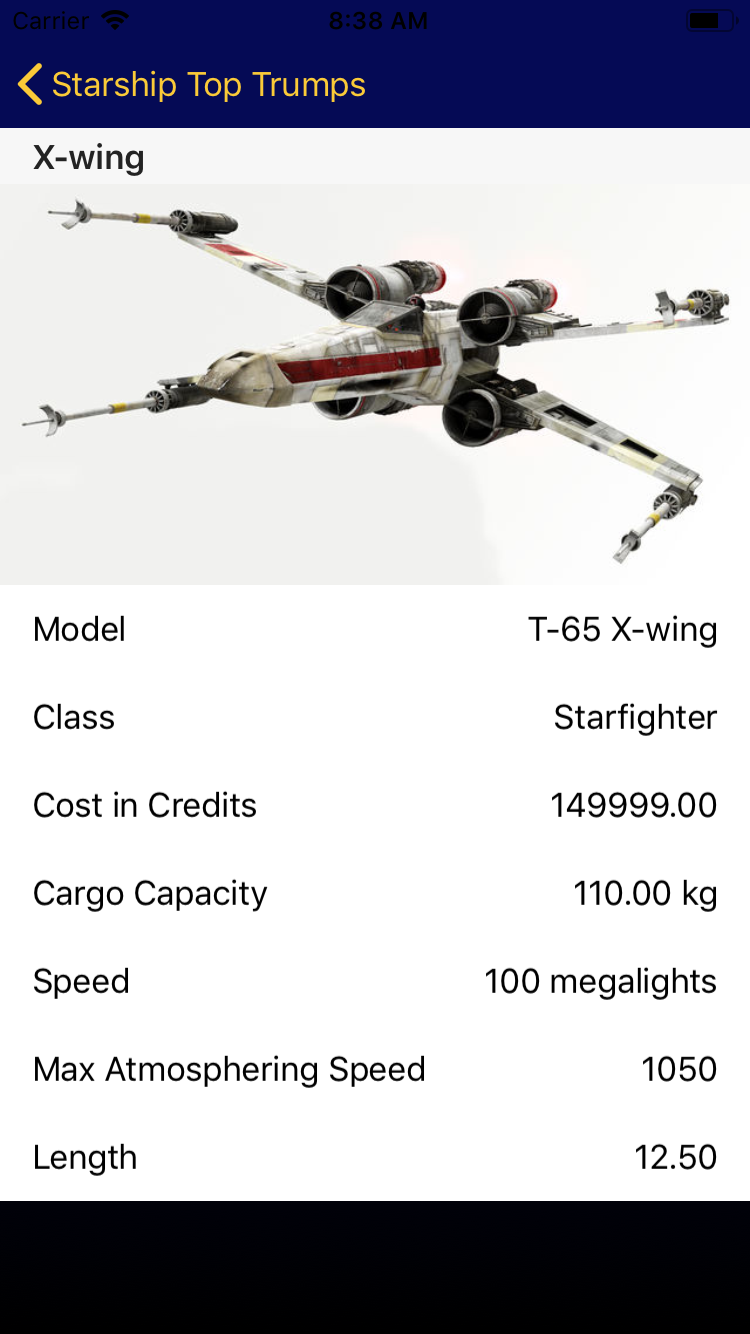 Carrier 8:38 AM
Starship Top Trumps
X-wing
Model T-65 X-wing
Class Starfighter
Cost in Credits 149999.00
Cargo Capacity 110.00 kg
Speed 100 megalights
Max Atmosphering Speed 1050
Length 12.50